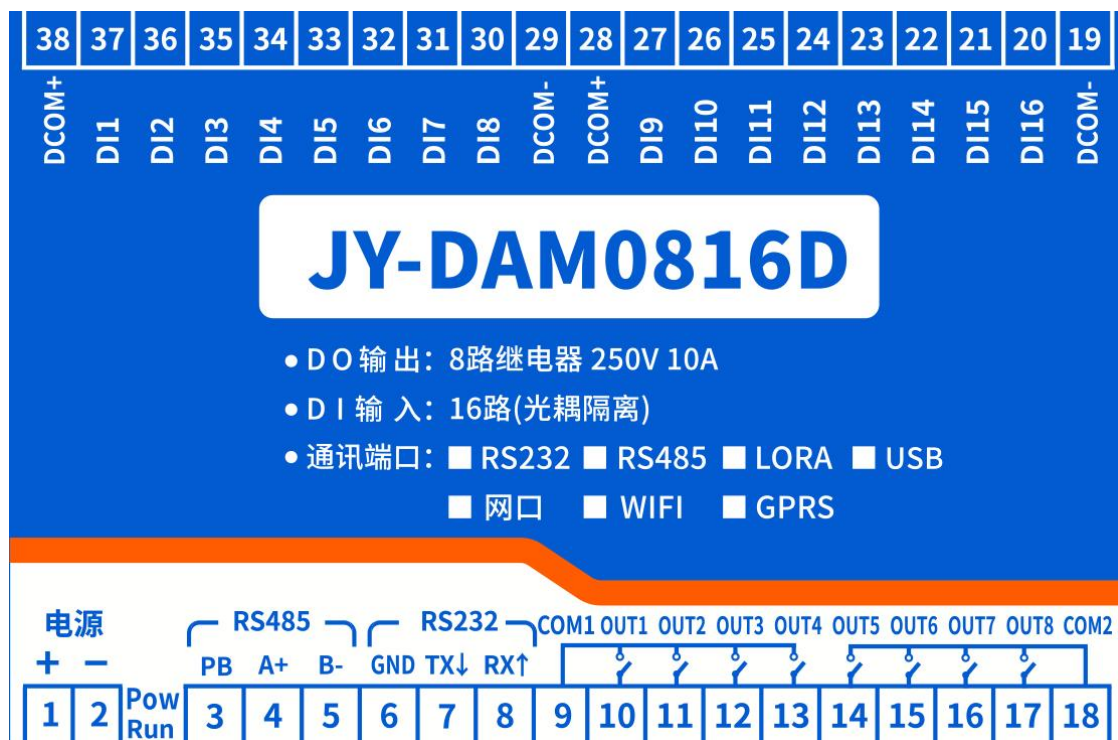 38 37 36 35 34 33 32 31 30 29 28 27 26 25 24 23 22 21 20 19
DCOM+ DI1 DI2 DI3 DI4 DI5 DI6 DI7 DI8 DCOM- DCOM+ DI9 DI10 DI11 DI12 DI13 DI14 DI15 DI16 DCOM-
JY-DAM0816D
● D O 输 出：8路继电器 250V 10A
● D I 输 入：16路(光耦隔离)
● 通讯端口：■ RS232 ■ RS485 ■ LORA ■ USB
■ 网口 ■ WIFI ■ GPRS
电源 RS485 RS232 COM1 OUT1 OUT2 OUT3 OUT4 OUT5 OUT6 OUT7 OUT8 COM2
+ − PB A+ B- GND TX↓ RX↑
1 2 Pow Run 3 4 5 6 7 8 9 10 11 12 13 14 15 16 17 18